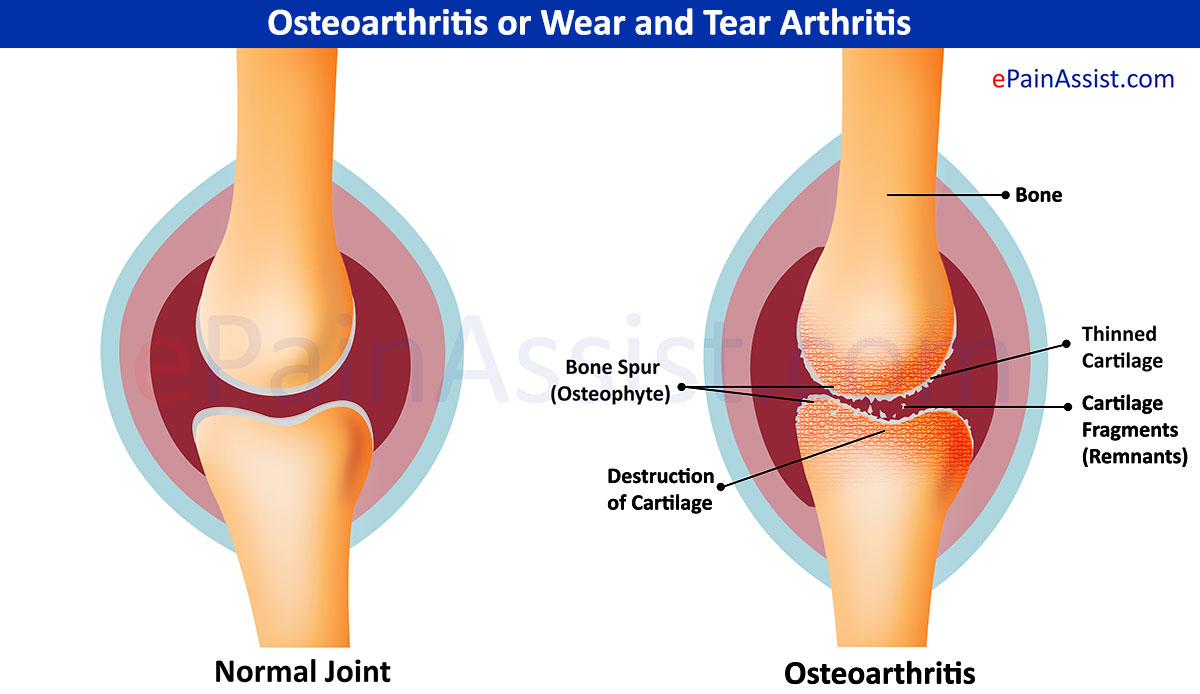 Osteoarthritis or Wear and Tear Arthritis
ePainAssist.com
Bone
Thinned
Cartilage
Bone Spur
(Osteophyte)
Cartilage
Fragments
(Remnants)
Destruction
of Cartilage
ePainAssist.com
Normal Joint
Osteoarthritis